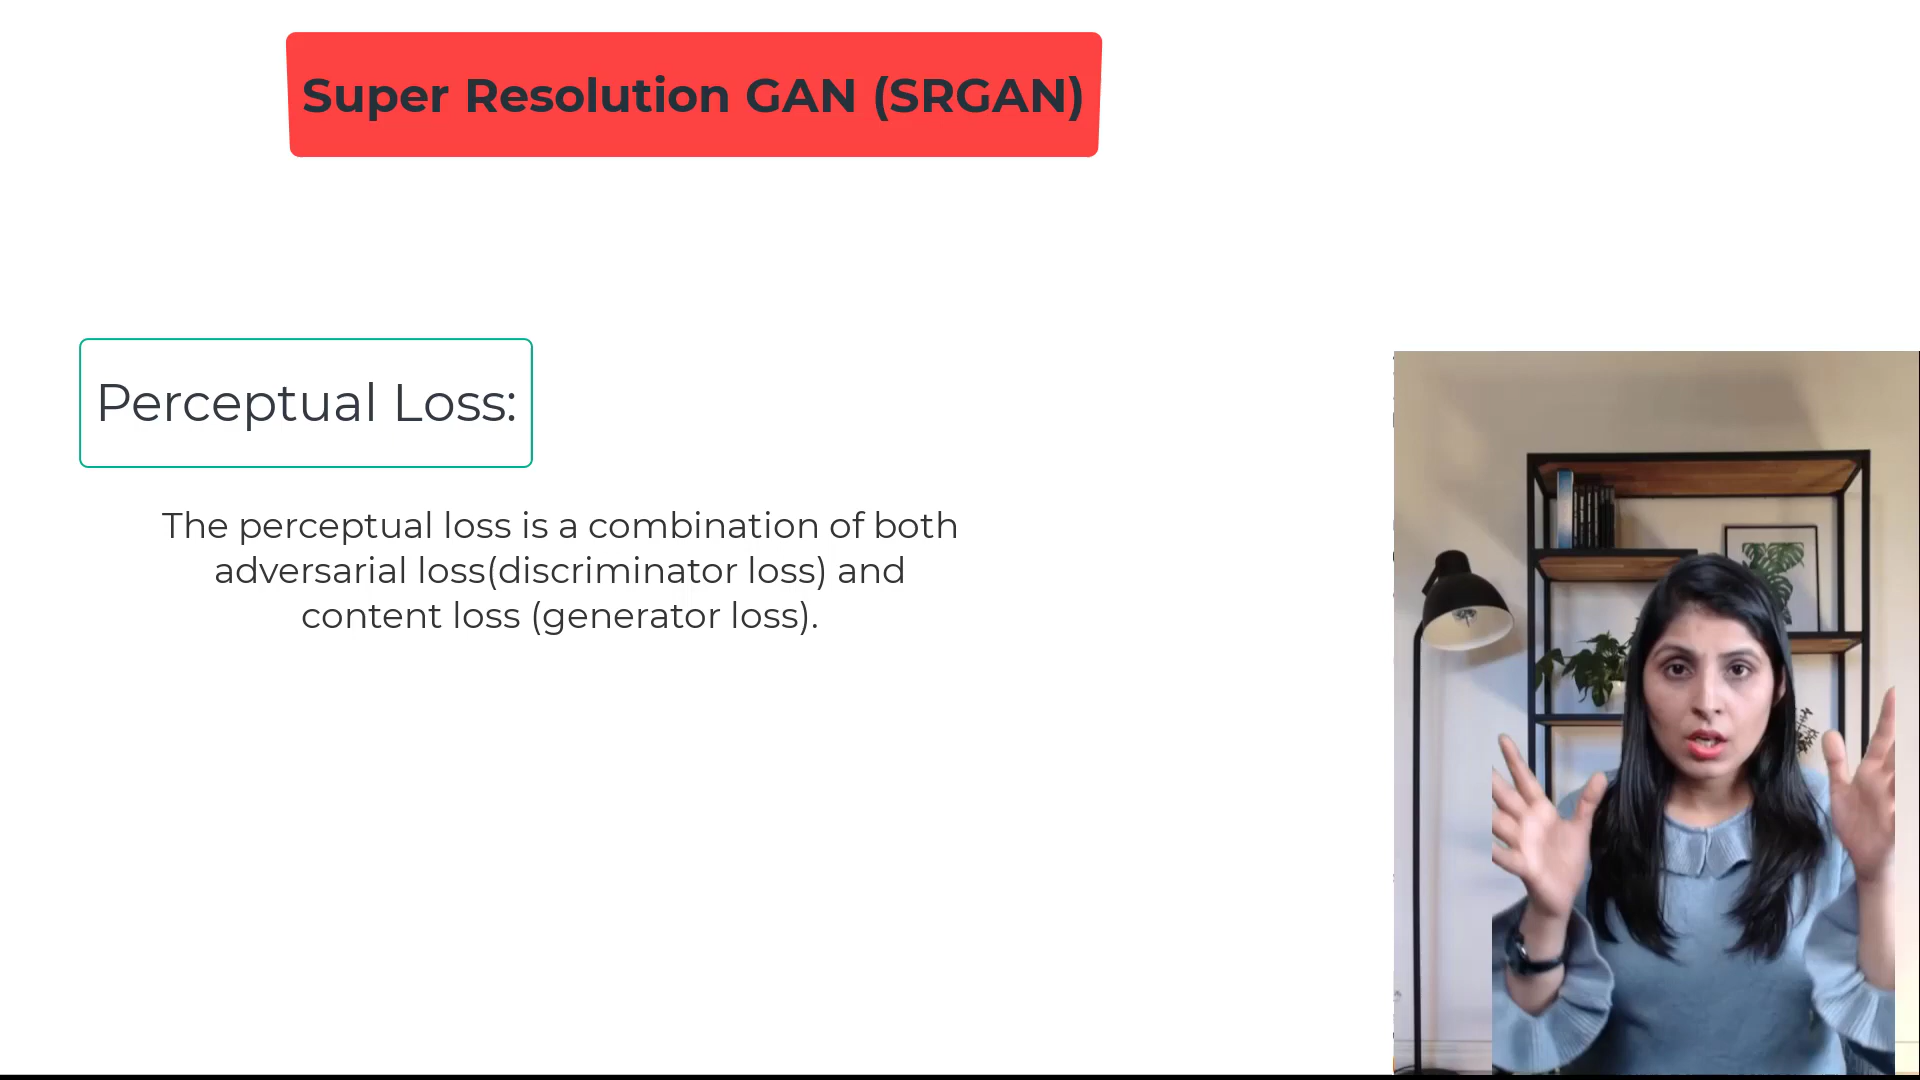 Super Resolution GAN (SRGAN)
Perceptual Loss:
The perceptual loss is a combination of both
adversarial loss(discriminator loss) and
content loss (generator loss).